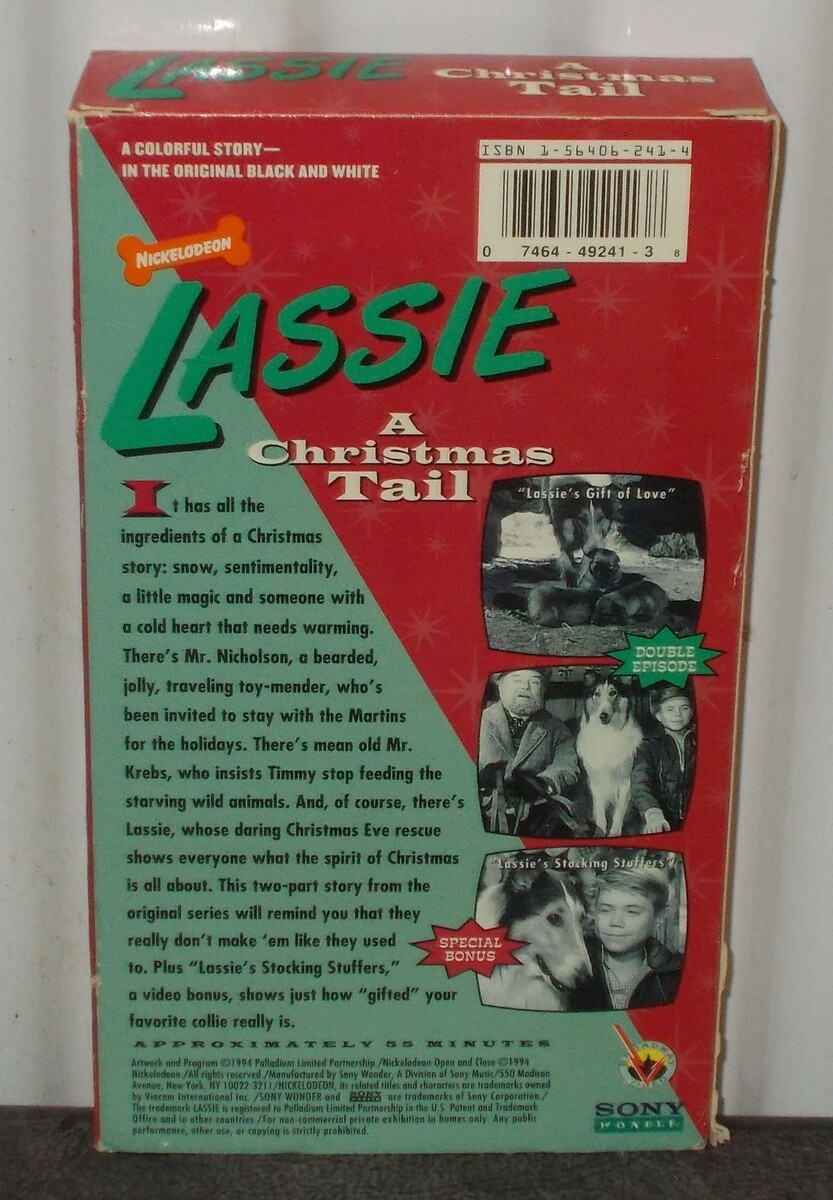 LASSIE
A
Christmas
Tail
A COLORFUL STORY—
IN THE ORIGINAL BLACK AND WHITE
ISBN 1-56406-241-4
0 7464 - 49241 - 3 8
NICKELODEON
LASSIE
A
Christmas
Tail
It has all the
ingredients of a Christmas
story: snow, sentimentality,
a little magic and someone with
a cold heart that needs warming.
There's Mr. Nicholson, a bearded,
jolly, traveling toy-mender, who's
been invited to stay with the Martins
for the holidays. There's mean old Mr.
Krebs, who insists Timmy stop feeding the
starving wild animals. And, of course, there's
Lassie, whose daring Christmas Eve rescue
shows everyone what the spirit of Christmas
is all about. This two-part story from the
original series will remind you that they
really don't make 'em like they used
to. Plus "Lassie's Stocking Stuffers,"
a video bonus, shows just how "gifted" your
favorite collie really is.
"Lassie's Gift of Love"
DOUBLE
EPISODE
"Lassie's Stocking Stuffers"
SPECIAL
BONUS
APPROXIMATELY 55 MINUTES
Artwork and Program ©1994 Palladium Limited Partnership /Nickelodeon Open and Close ©1994
Nickelodeon /All rights reserved /Manufactured by Sony Wonder, A Division of Sony Music/550 Madison
Avenue, New York, NY 10022 3211/NICKELODEON, its related titles and characters are trademarks owned
by Viacom International Inc. /SONY WONDER and SONY WONDER are trademarks of Sony Corporation./
The trademark LASSIE is registered to Palladium Limited Partnership in the U.S. Patent and Trademark
Office and in other countries /For non-commercial private exhibition in homes only. Any public
performance, other use, or copying is strictly prohibited.
BROADWAY
VIDEO
SONY
WONDER